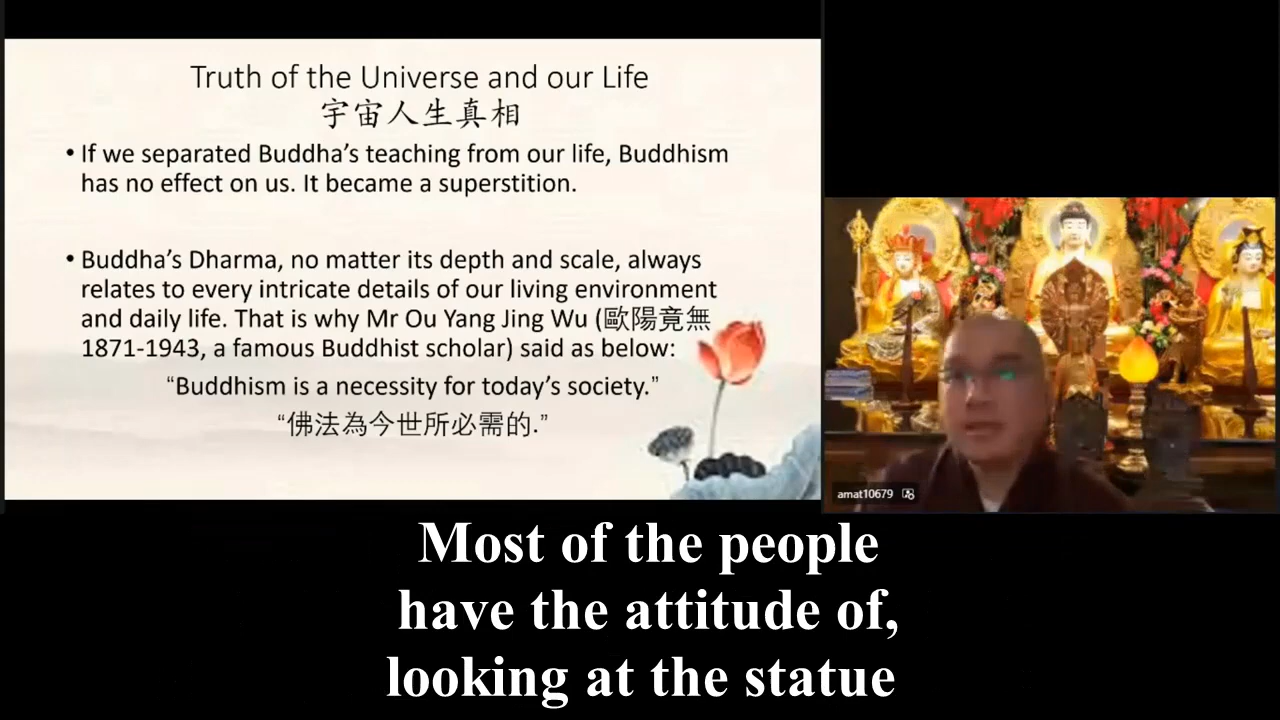 Truth of the Universe and our Life
宇宙人生真相
• If we separated Buddha's teaching from our life, Buddhism
has no effect on us. It became a superstition.
• Buddha's Dharma, no matter its depth and scale, always
relates to every intricate details of our living environment
and daily life. That is why Mr Ou Yang Jing Wu (歐陽竟無
1871-1943, a famous Buddhist scholar) said as below:
“Buddhism is a necessity for today's society.”
“佛法為今世所必需的.”
amat10679
Most of the people
have the attitude of,
looking at the statue